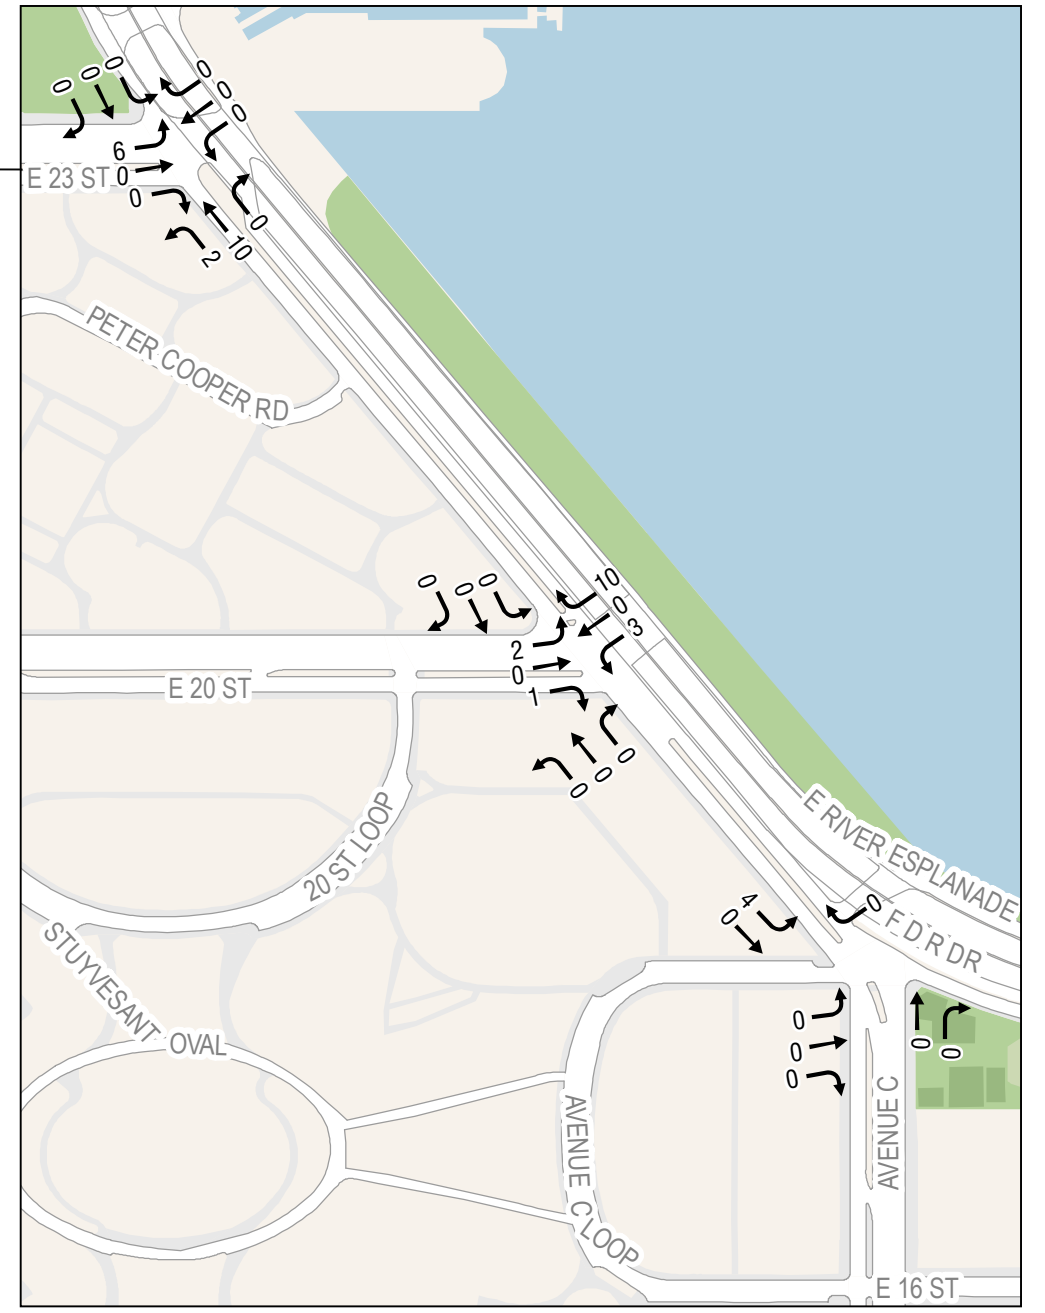 0 0 0 0
0
0
6
0
E 23 ST
0
0
10
2
PETER COOPER RD
0 0 0
10
0
3
2
0
E 20 ST
1
0
0
0
20 ST LOOP
E RIVER ESPLANADE
F D R DR
4
0
0
STUYVESANT OVAL
0
0
0
0
0
AVENUE C
AVENUE C LOOP
E 16 ST